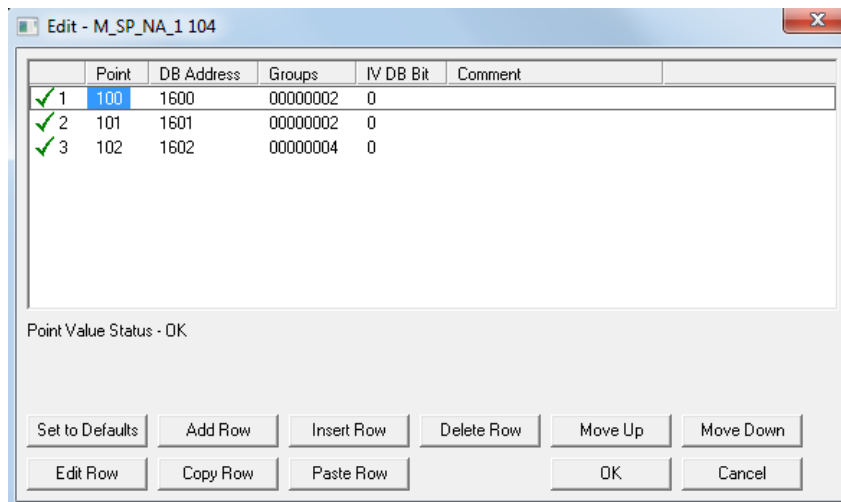 Edit - M_SP_NA_1 104
x
Point DB Address Groups IV DB Bit Comment
1 100 1600 00000002 0
2 101 1601 00000002 0
3 102 1602 00000004 0
Point Value Status - OK
Set to Defaults Add Row Insert Row Delete Row Move Up Move Down
Edit Row Copy Row Paste Row OK Cancel